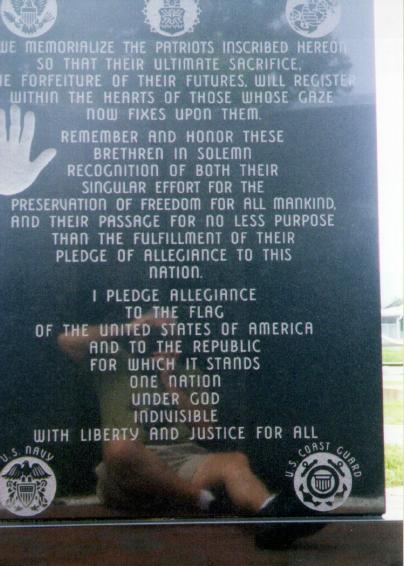 WE MEMORIALIZE THE PATRIOTS INSCRIBED HEREON,
SO THAT THEIR ULTIMATE SACRIFICE,
THE FORFEITURE OF THEIR FUTURES, WILL REGISTER
WITHIN THE HEARTS OF THOSE WHOSE GAZE
NOW FIXES UPON THEM.
REMEMBER AND HONOR THESE
BRETHREN IN SOLEMN
RECOGNITION OF BOTH THEIR
SINGULAR EFFORT FOR THE
PRESERVATION OF FREEDOM FOR ALL MANKIND,
AND THEIR PASSAGE FOR NO LESS PURPOSE
THAN THE FULFILLMENT OF THEIR
PLEDGE OF ALLEGIANCE TO THIS
NATION.
I PLEDGE ALLEGIANCE
TO THE FLAG
OF THE UNITED STATES OF AMERICA
AND TO THE REPUBLIC
FOR WHICH IT STANDS
ONE NATION
UNDER GOD
INDIVISIBLE
WITH LIBERTY AND JUSTICE FOR ALL
U.S. NAVY
U.S. COAST GUARD